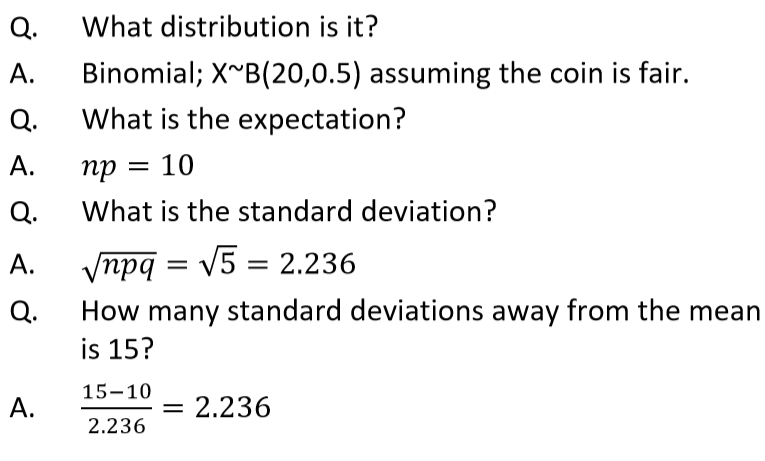 Q. What distribution is it?
A. Binomial; X~B(20,0.5) assuming the coin is fair.
Q. What is the expectation?
A. 𝑛𝑝 = 10
Q. What is the standard deviation?
A. √𝑛𝑝𝑞 = √5 = 2.236
Q. How many standard deviations away from the mean
is 15?
A. (15−10)/2.236 = 2.236